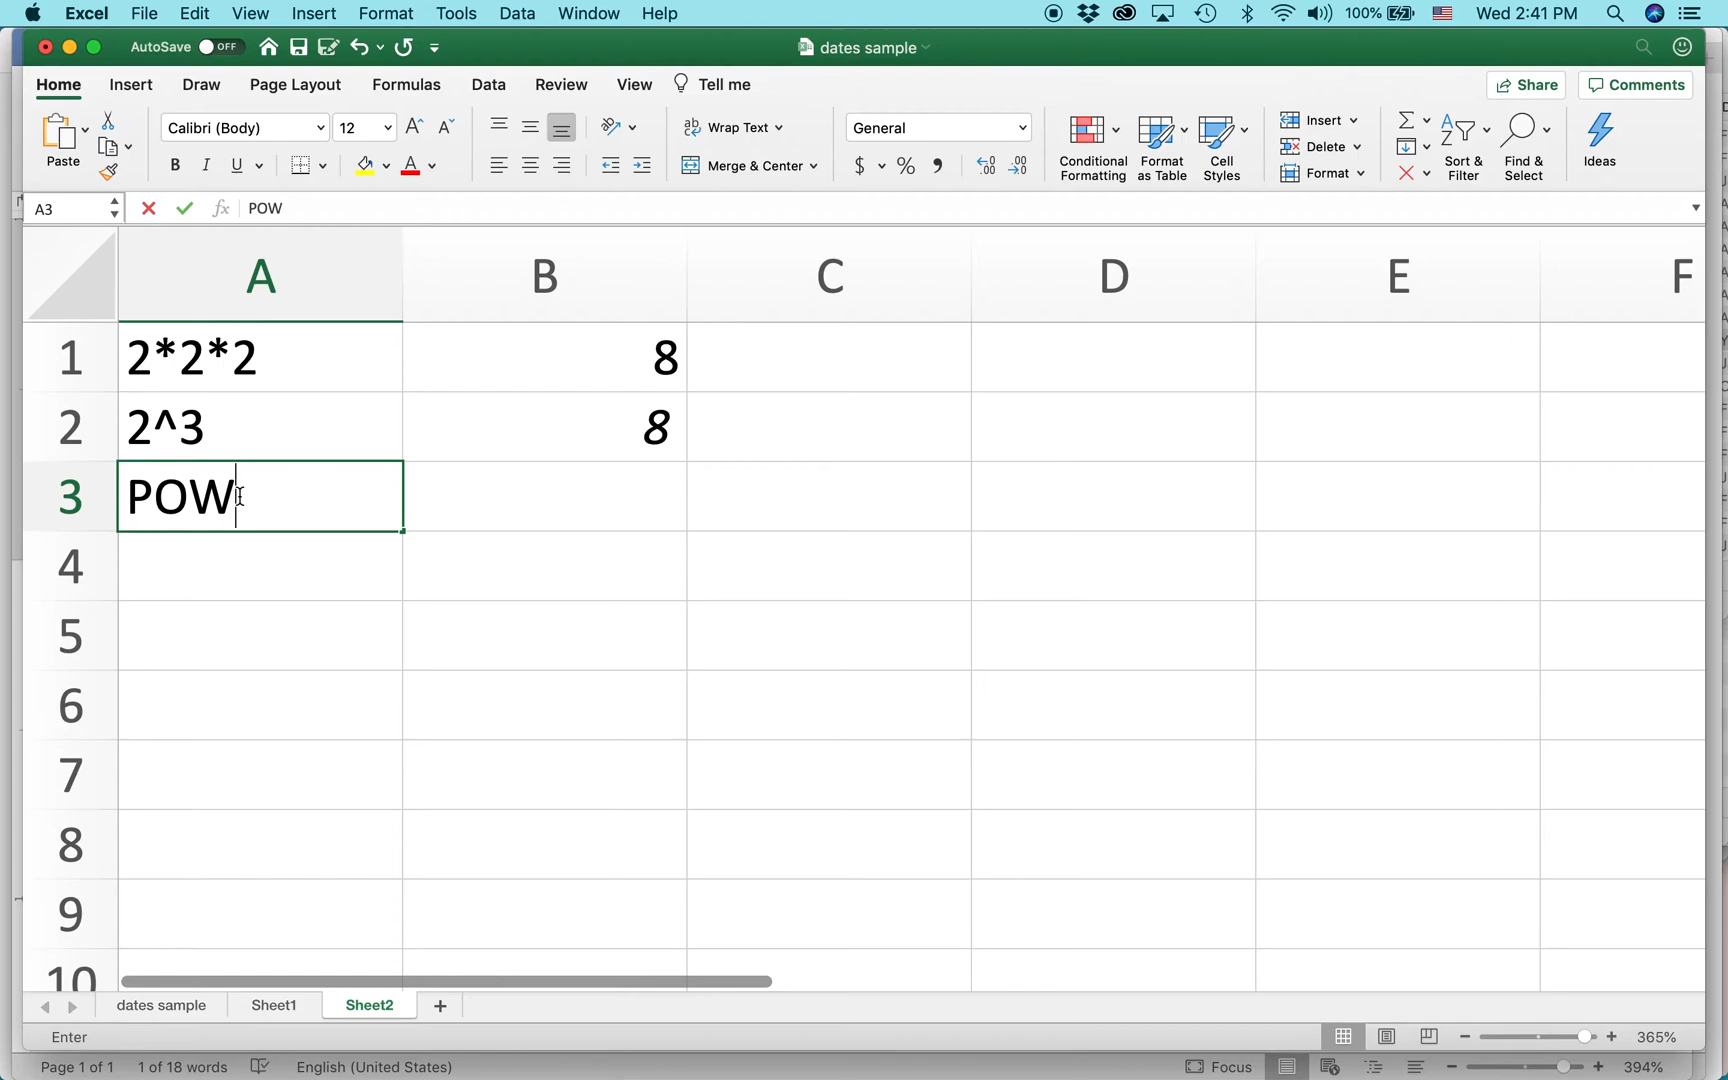 Excel File Edit View Insert Format Tools Data Window Help 100% Wed 2:41 PM
AutoSave OFF dates sample
Home Insert Draw Page Layout Formulas Data Review View Tell me Share Comments
Calibri (Body) 12 Wrap Text General Insert
Paste Delete
B I U Merge & Center $ % Conditional Formatting Format as Table Cell Styles Format Sort & Filter Find & Select Ideas
A3 fx POW
A B C D E F
1 2*2*2 8
2 2^3 8
3 POW
4
5
6
7
8
9
10
dates sample Sheet1 Sheet2 +
Enter 365%
Page 1 of 1 1 of 18 words English (United States) Focus 394%